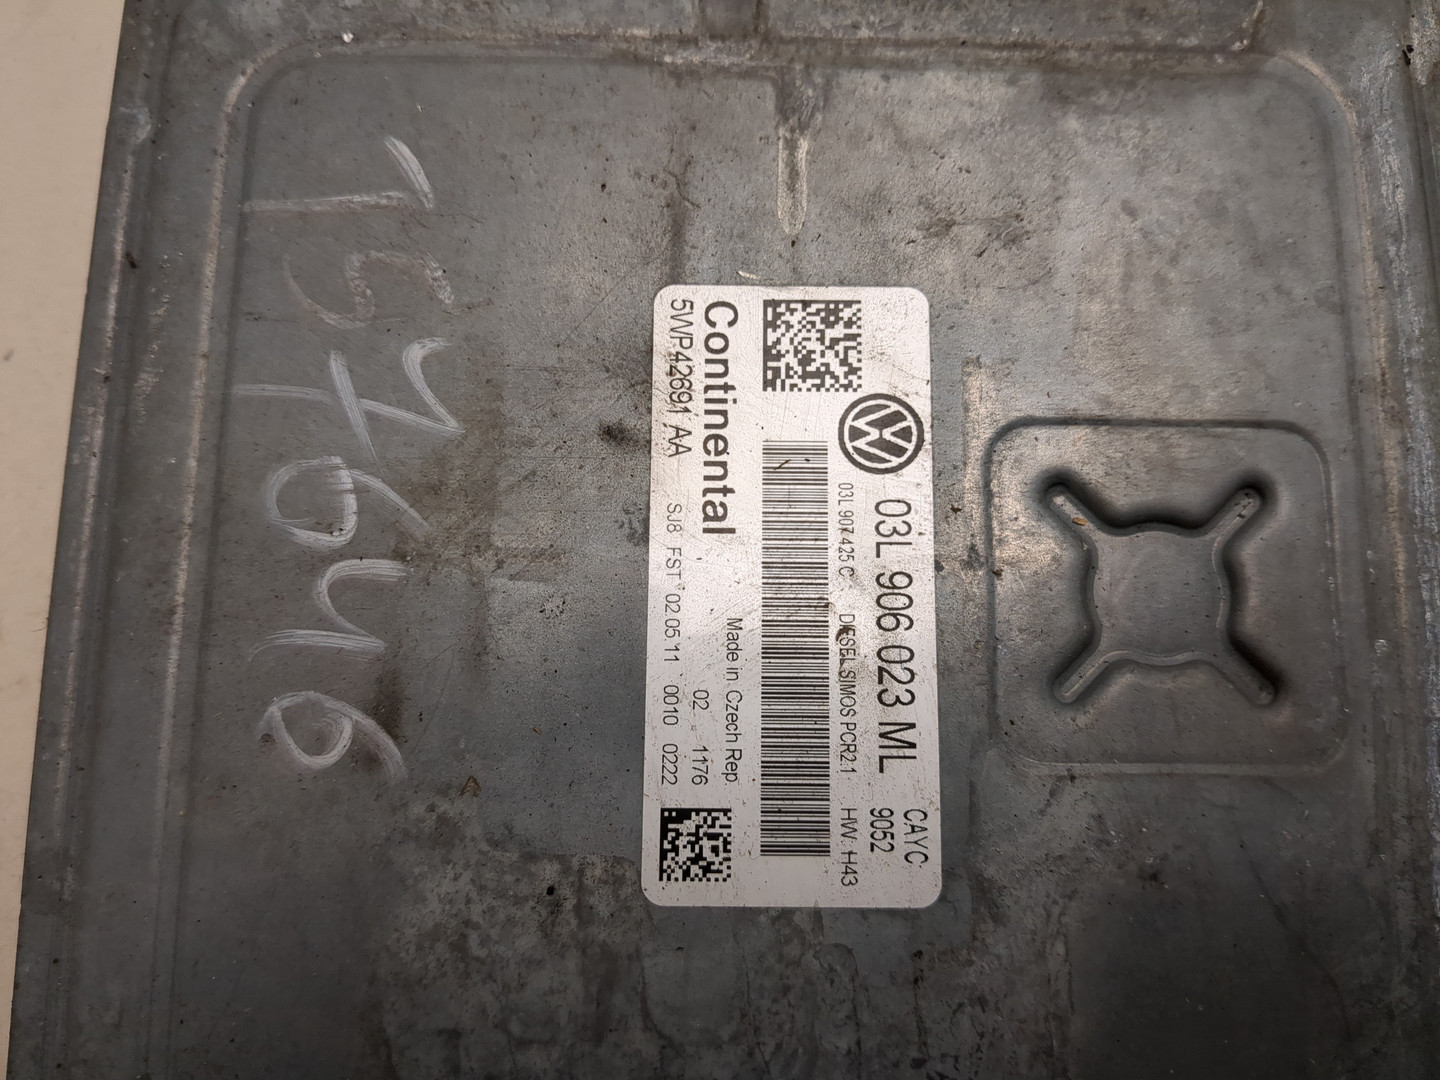 03L 906 023 ML
CAYC
9052
03L 907 425 C DIESEL SIMOS PCR2.1 HW: H43
Continental
Made in Czech Rep
02 1176
5WP42691 AA SJ8 FST 02.05.11 0010 0222
157646